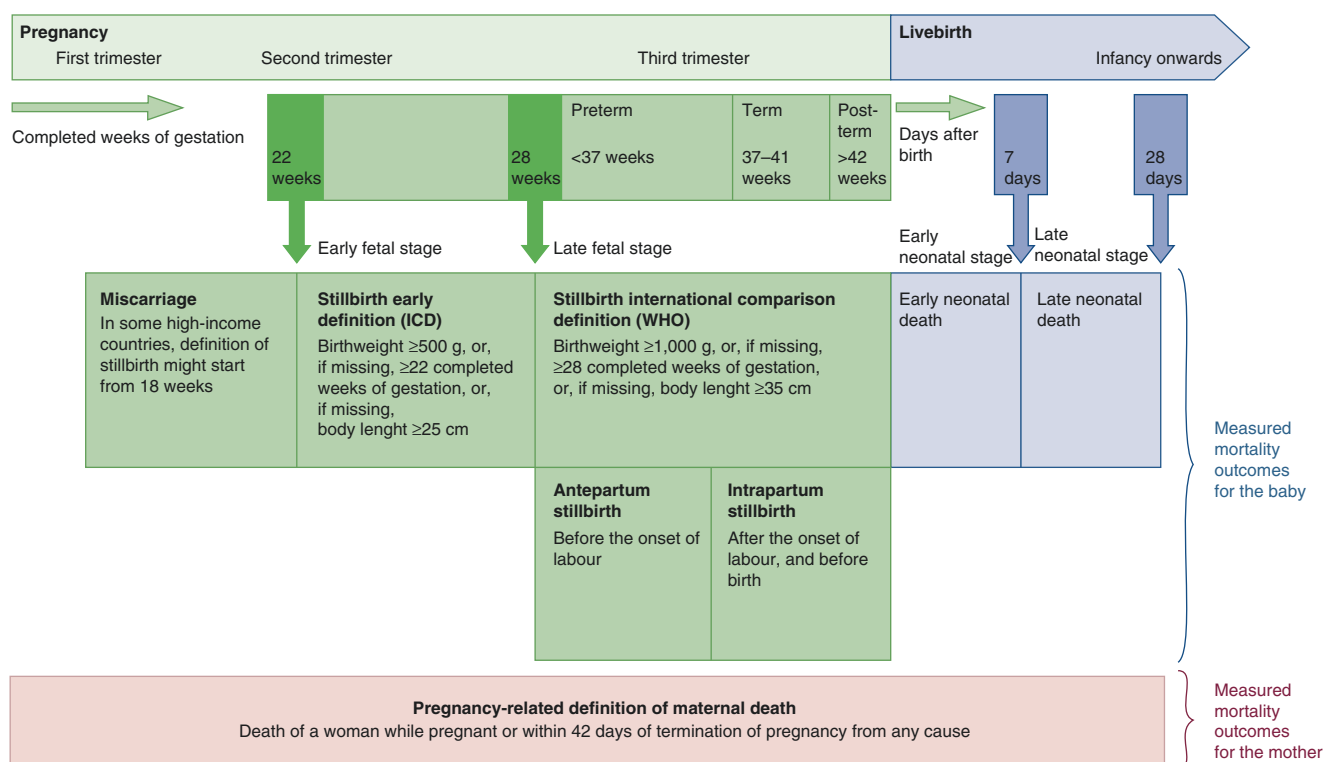 Pregnancy
First trimester
Second trimester
Third trimester
Livebirth
Infancy onwards
Completed weeks of gestation
22
weeks
28
weeks
Preterm
<37 weeks
Term
37–41
weeks
Post-
term
>42
weeks
Days after
birth
7
days
28
days
Early fetal stage
Late fetal stage
Early
neonatal stage
Late
neonatal stage
Miscarriage
In some high-income
countries, definition of
stillbirth might start
from 18 weeks
Stillbirth early
definition (ICD)
Birthweight ≥500 g, or,
if missing, ≥22 completed
weeks of gestation, or,
if missing,
body lenght ≥25 cm
Stillbirth international comparison
definition (WHO)
Birthweight ≥1,000 g, or, if missing,
≥28 completed weeks of gestation,
or, if missing, body lenght ≥35 cm
Early neonatal
death
Late neonatal
death
Measured
mortality
outcomes
for the baby
Antepartum
stillbirth
Before the onset of
labour
Intrapartum
stillbirth
After the onset of
labour, and before
birth
Pregnancy-related definition of maternal death
Death of a woman while pregnant or within 42 days of termination of pregnancy from any cause
Measured
mortality
outcomes
for the mother